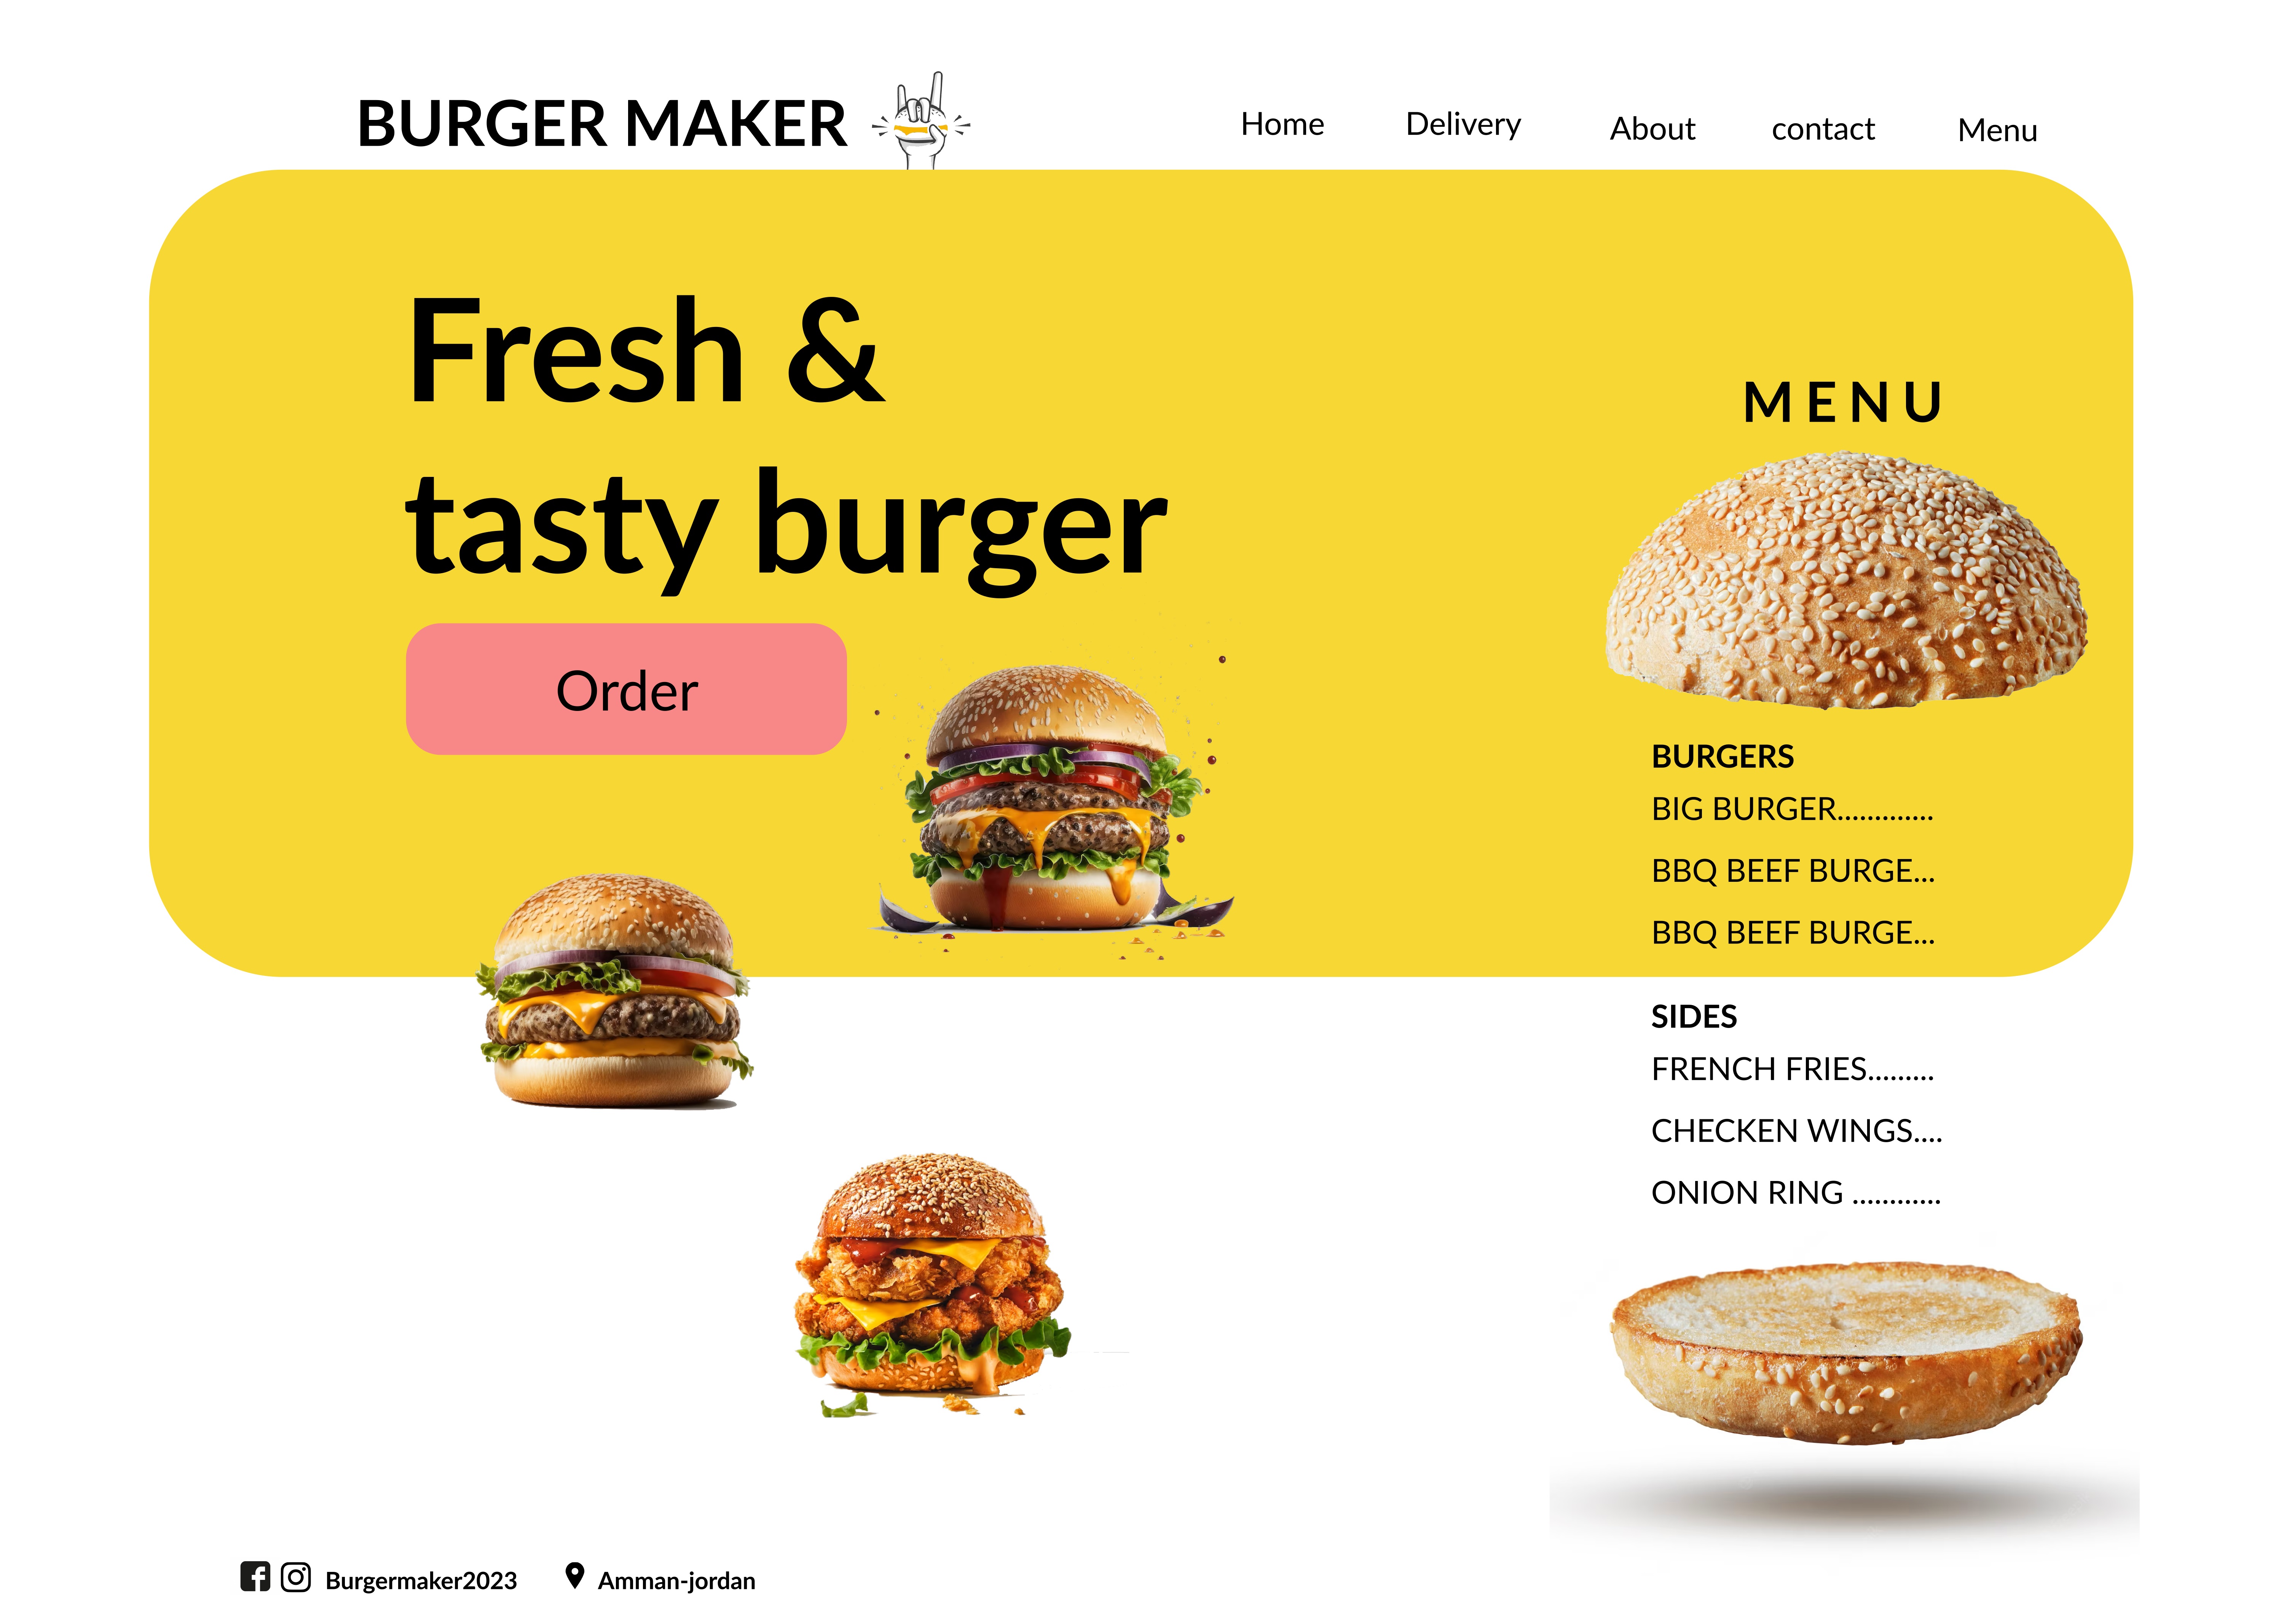 BURGER MAKER
Home
Delivery
About
contact
Menu
Fresh &
tasty burger
Order
MENU
BURGERS
BIG BURGER.............
BBQ BEEF BURGE...
BBQ BEEF BURGE...
SIDES
FRENCH FRIES.........
CHECKEN WINGS....
ONION RING ............
Burgermaker2023
Amman-jordan